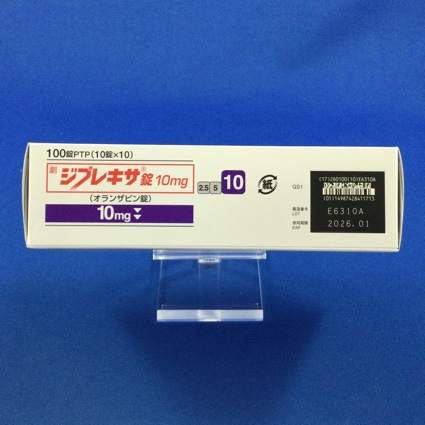 100錠PTP(10錠×10)
劇 ジプレキサ®錠10mg
2.5 5 10
(オランザピン錠)
10mg
紙
GS1
製造番号
LOT
E6310A
使用期限
EXP
2026.01